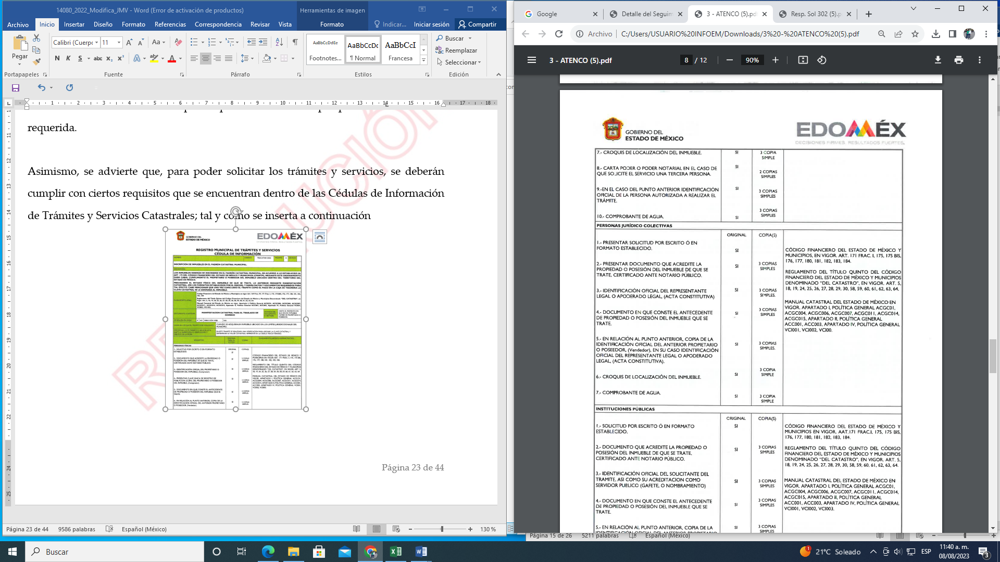 14080_2022_Modifica_JMV - Word (Error de activación de productos)
Herramientas de imagen
Archivo
Inicio
Insertar
Diseño
Formato
Referencias
Correspondencia
Revisar
Vista
Formato
Indicar...
Iniciar sesión
Compartir
Pegar
Calibri (Cuerpo
11
Portapapeles
Fuente
Párrafo
AaBbCcDdEe
Footnotes...
AaBbCcDc
¶ Normal
AaBbCcI
Francesa
Estilos
Buscar
Reemplazar
Seleccionar
Edición
requerida.
Asimismo, se advierte que, para poder solicitar los trámites y servicios, se deberán
cumplir con ciertos requisitos que se encuentran dentro de las Cédulas de Información
de Trámites y Servicios Catastrales; tal y como se inserta a continuación
GOBIERNO DEL
ESTADO DE MÉXICO
EDOMÉX
REGISTRO MUNICIPAL DE TRÁMITES Y SERVICIOS
CÉDULA DE INFORMACIÓN
INSCRIPCIÓN DE INMUEBLES EN EL PADRÓN CATASTRAL MUNICIPAL.
MANIFESTACIÓN CATASTRAL PARA EL TRASLADO DE
DOMINIO
PERSONAS FÍSICAS
Página 23 de 44
Página 23 de 44
9586 palabras
Español (México)
130 %
Google
Detalle del Seguim
3 - ATENCO (5).pd
Resp. Sol 302 (5).p
Archivo
C:/Users/USUARIO%20INFOEM/Downloads/3%20-%20ATENCO%20(5).pdf
3 - ATENCO (5).pdf
8 / 12
90%
GOBIERNO DEL
ESTADO DE MÉXICO
EDOMÉX
DECISIONES FIRMES, RESULTADOS FUERTES.
7.- CROQUIS DE LOCALIZACIÓN DEL INMUEBLE.
SI
3 COPIA
SIMPLE
8.- CARTA PODER O PODER NOTARIAL EN EL CASO DE
QUE SOLICITE EL SERVICIO UNA TERCERA PERSONA.
SI
2 COPIAS
SIMPLES
9.-EN EL CASO DEL PUNTO ANTERIOR IDENTIFICACIÓN
OFICIAL DE LA PERSONA AUTORIZADA A REALIZAR EL
TRÁMITE.
SI
3 COPIAS
SIMPLES
10.- COMPROBANTE DE AGUA.
SI
3 COPIAS
SIMPLES
PERSONAS JURÍDICO COLECTIVAS
ORIGINAL
COPIA(S)
1.- PRESENTAR SOLICITUD POR ESCRITO Ó EN
FORMATO ESTABLECIDO.
SI
2.- PRESENTAR DOCUMENTO QUE ACREDITE LA
PROPIEDAD O POSESIÓN DEL INMUEBLE DE QUE SE
TRATE, CERTIFICADO ANTE NOTARIO PÚBLICO.
SI
3 COPIAS
SIMPLES
3.- IDENTIFICACIÓN OFICIAL DEL REPRESENTANTE
LEGAL O APODERADO LEGAL, (ACTA CONSTITUTIVA)
SI
3 COPIAS
SIMPLES.
4.- DOCUMENTO EN QUE CONSTE EL ANTECEDENTE
DE PROPIEDAD O POSESIÓN DEL INMUEBLE QUE SE
TRATE.
SI
3 COPIAS
SIMPLES.
5.- EN RELACIÓN AL PUNTO ANTERIOR, COPIA DE LA
IDENTIFICACIÓN OFICIAL DEL ANTERIOR PROPIETARIO
O POSEEDOR, (Vendedor), EN SU CASO IDENTIFICACIÓN
OFICIAL DEL REPRESENTANTE LEGAL O APODERADO
LEGAL, (ACTA CONSTITUTIVA).
SI
3 COPIAS
SIMPLES.
6.- CROQUIS DE LOCALIZACIÓN DEL INMUEBLE.
SI
3 COPIA
SIMPLE
7.- COMPROBANTE DE AGUA.
SI
3 COPIA
SIMPLE
CÓDIGO FINANCIERO DEL ESTADO DE MÉXICO Y
MUNICIPIOS, EN VIGOR. ART. 171 FRAC. I, 175, 175 BIS,
176, 177, 180, 181, 182, 183, 184.
REGLAMENTO DEL TÍTULO QUINTO DEL CÓDIGO
FINANCIERO DEL ESTADO DE MÉXICO Y MUNICIPIOS
DENOMINADO "DEL CATASTRO", EN VIGOR. ART. 5,
18, 19, 24, 25, 26, 27, 28, 29, 30, 58, 59, 60, 61, 62, 63, 64,
MANUAL CATASTRAL DEL ESTADO DE MÉXICO EN
VIGOR. APARTADO I, POLÍTICA GENERAL ACGC01,
ACGC004, ACGC006, ACGC007, ACGC011, ACGC014,
ACGC015, APARTADO II, POLÍTICA GENERAL
ACC001, ACC003, APARTADO IV, POLÍTICA GENERAL
VCI001, VCI002, VCI00.
INSTITUCIONES PÚBLICAS
ORIGINAL
COPIA(S)
1.- SOLICITUD POR ESCRITO Ó EN FORMATO
ESTABLECIDO.
SI
2.- DOCUMENTO QUE ACREDITE LA PROPIEDAD O
POSESIÓN DEL INMUEBLE DE QUE SE TRATE,
CERTIFICADO ANTE NOTARIO PÚBLICO.
SI
3 COPIAS
SIMPLES
3.- IDENTIFICACIÓN OFICIAL DEL SOLICITANTE DEL
TRAMITE, ASI COMO SU ACREDITACION COMO
SERVIDOR PUBLICO (GAFETE, O NOMBRAMIENTO)
SI
3 COPIAS
SIMPLES
4.- DOCUMENTO EN QUE CONSTE EL ANTECEDENTE
DE PROPIEDAD O POSESIÓN DEL INMUEBLE QUE SE
TRATE.
SI
3 COPIAS
SIMPLES
5.- EN RELACIÓN AL PUNTO ANTERIOR, COPIA DE LA
SI
3 COPIAS
SIMPLES
CÓDIGO FINANCIERO DEL ESTADO DE MÉXICO Y
MUNICIPIOS EN VIGOR. AAT.171 FRAC.I, 175, 175 BIS,
176, 177, 180, 181, 182, 183, 184.
REGLAMENTO DEL TÍTULO QUINTO DEL CÓDIGO
FINANCIERO DEL ESTADO DE MÉXICO Y MUNICIPIOS
DENOMINADO "DEL CATASTRO", EN VIGOR. ART. 5,
18, 19, 24, 25, 26, 27, 28, 29, 30, 58, 59, 60, 61, 62, 63, 64.
MANUAL CATASTRAL DEL ESTADO DE MÉXICO EN
VIGOR. APARTADO I, POLÍTICA GENERAL ACGC01,
ACGC004, ACGC006, ACGC007, ACGC011, ACGC014,
ACGC015, APARTADO II, POLÍTICA GENERAL
ACC001, ACC003, APARTADO IV, POLÍTICA GENERAL
VCI001, VCI002, VCI003.
Página 15 de 26
5211 palabras
Español (México)
Buscar
21°C Soleado
ESP
11:40 a. m.
08/08/2023